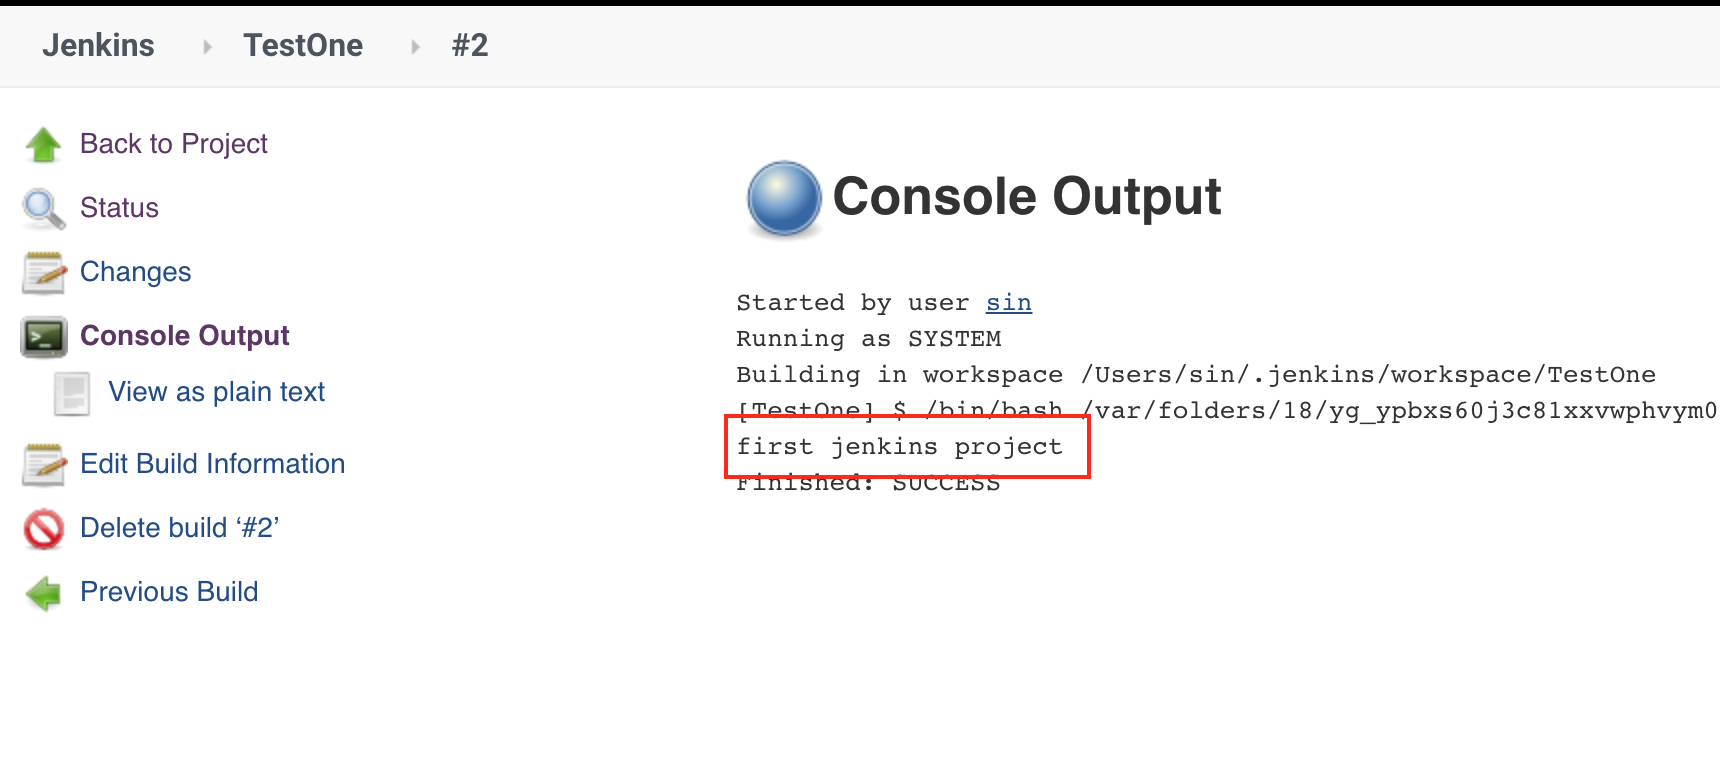 Jenkins TestOne #2
Back to Project
Status
Changes
Console Output
View as plain text
Edit Build Information
Delete build ‘#2’
Previous Build
Console Output
Started by user sin
Running as SYSTEM
Building in workspace /Users/sin/.jenkins/workspace/TestOne
[TestOne] $ /bin/bash /var/folders/18/yg_ypbxs60j3c81xxvwphvym0
first jenkins project
Finished: SUCCESS